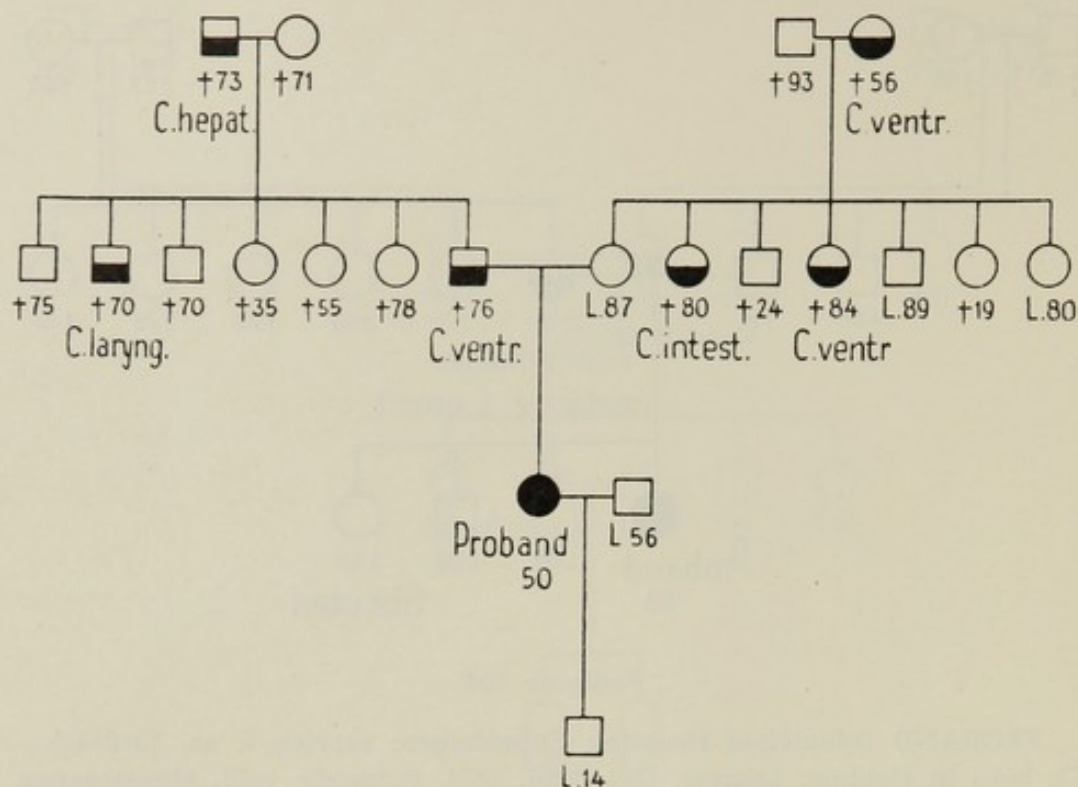 †73 †71 †93 †56
C.hepat. C ventr.
†75 †70 †70 †35 †55 †78 †76 L.87 †80 †24 †84 L.89 †19 L.80
C.laryng. C.ventr. C.intest. C.ventr
Proband L 56
50
L.14